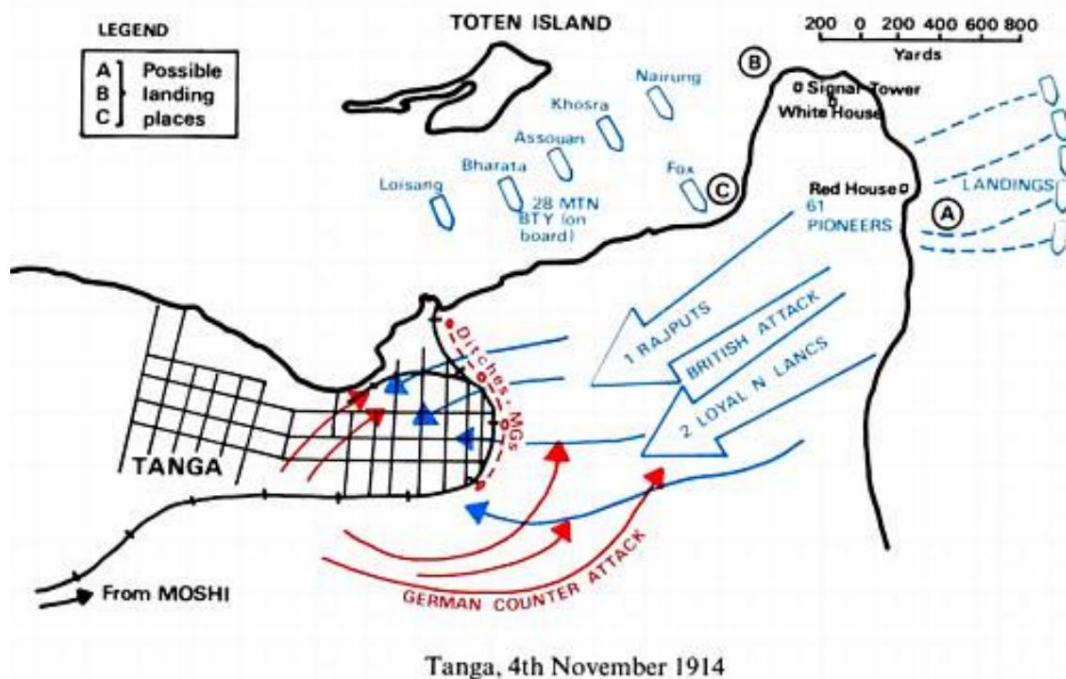 LEGEND
A Possible
B landing
C places
TOTEN ISLAND
200 0 200 400 600 800
Yards
B
Signal Tower
White House
Nairung
Khosra
Assouan
Bharata
Loisang
28 MTN
BTY (on
board)
Fox
C
Red House
LANDINGS
A
61
PIONEERS
1 RAJPUTS
BRITISH ATTACK
2 LOYAL N LANCS
Ditches · MGs
TANGA
GERMAN COUNTER ATTACK
From MOSHI
Tanga, 4th November 1914